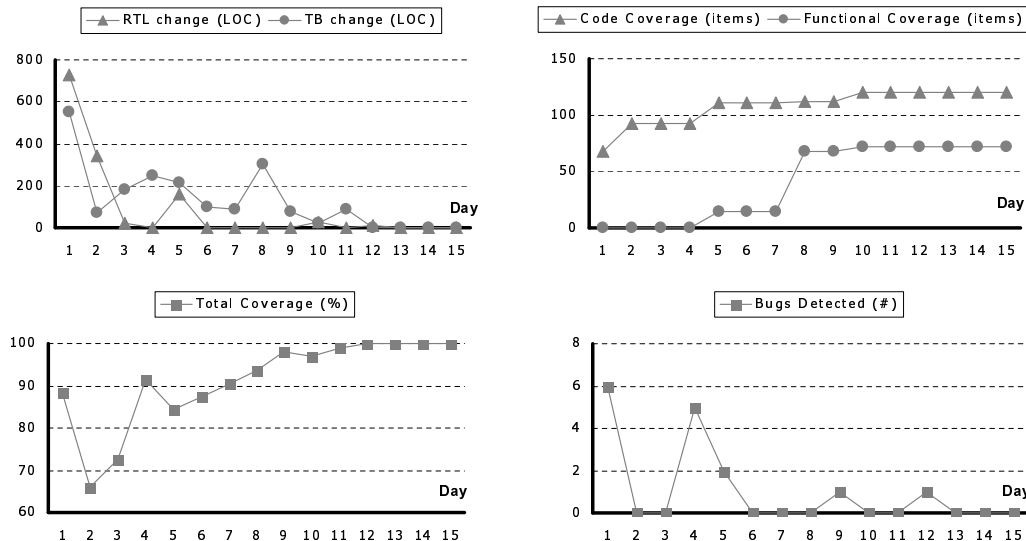 RTL change (LOC) TB change (LOC)
800
600
400
200
0
Day
1 2 3 4 5 6 7 8 9 10 11 12 13 14 15
Code Coverage (items) Functional Coverage (items)
150
100
50
0
Day
1 2 3 4 5 6 7 8 9 10 11 12 13 14 15
Total Coverage (%)
100
90
80
70
60
Day
1 2 3 4 5 6 7 8 9 10 11 12 13 14 15
Bugs Detected (#)
8
6
4
2
0
Day
1 2 3 4 5 6 7 8 9 10 11 12 13 14 15